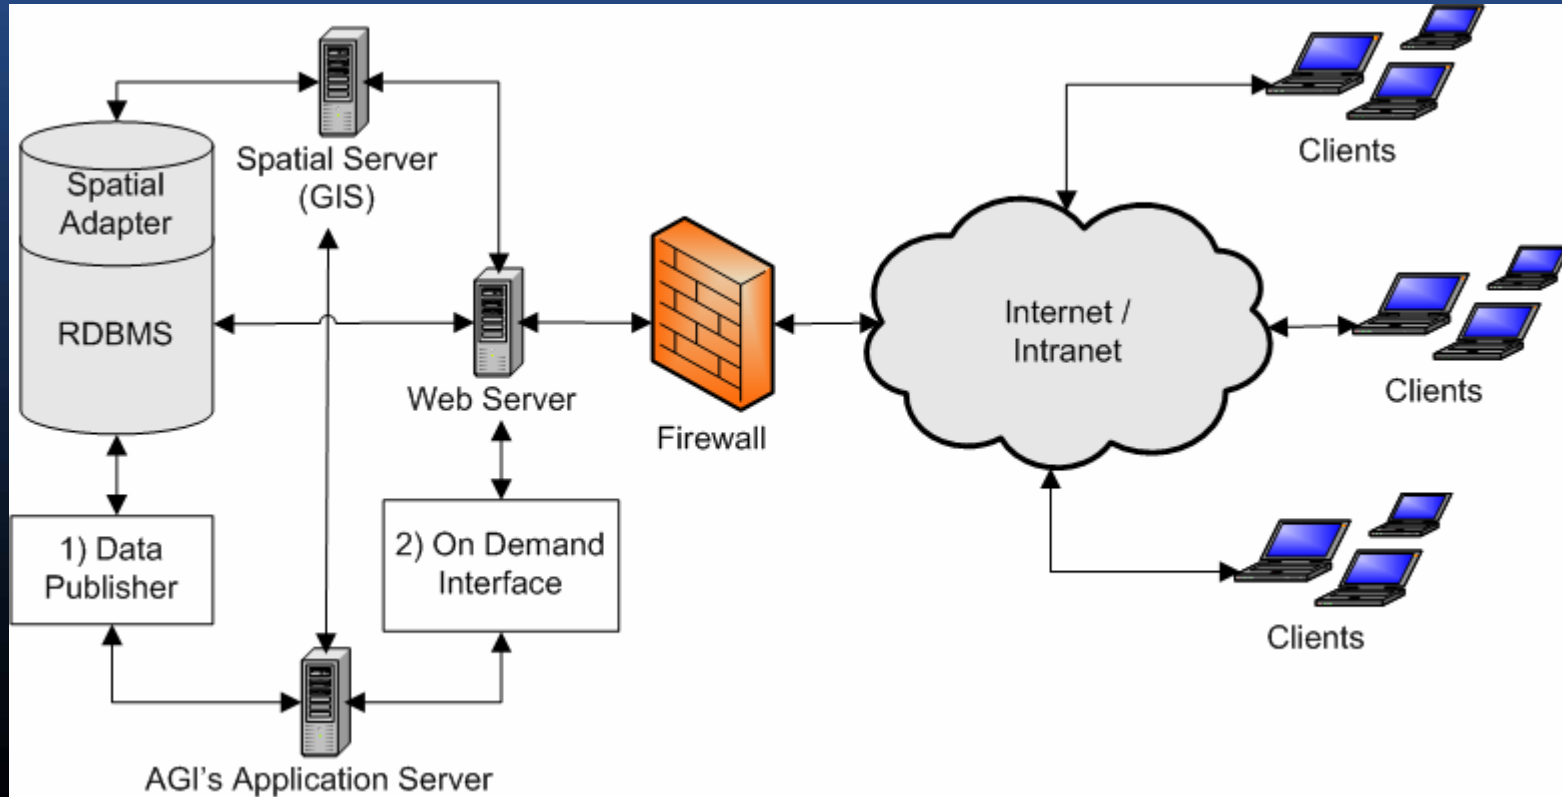 Spatial Server
(GIS)
Spatial
Adapter
RDBMS
Web Server
Firewall
Internet /
Intranet
Clients
Clients
Clients
1) Data
Publisher
2) On Demand
Interface
AGI's Application Server